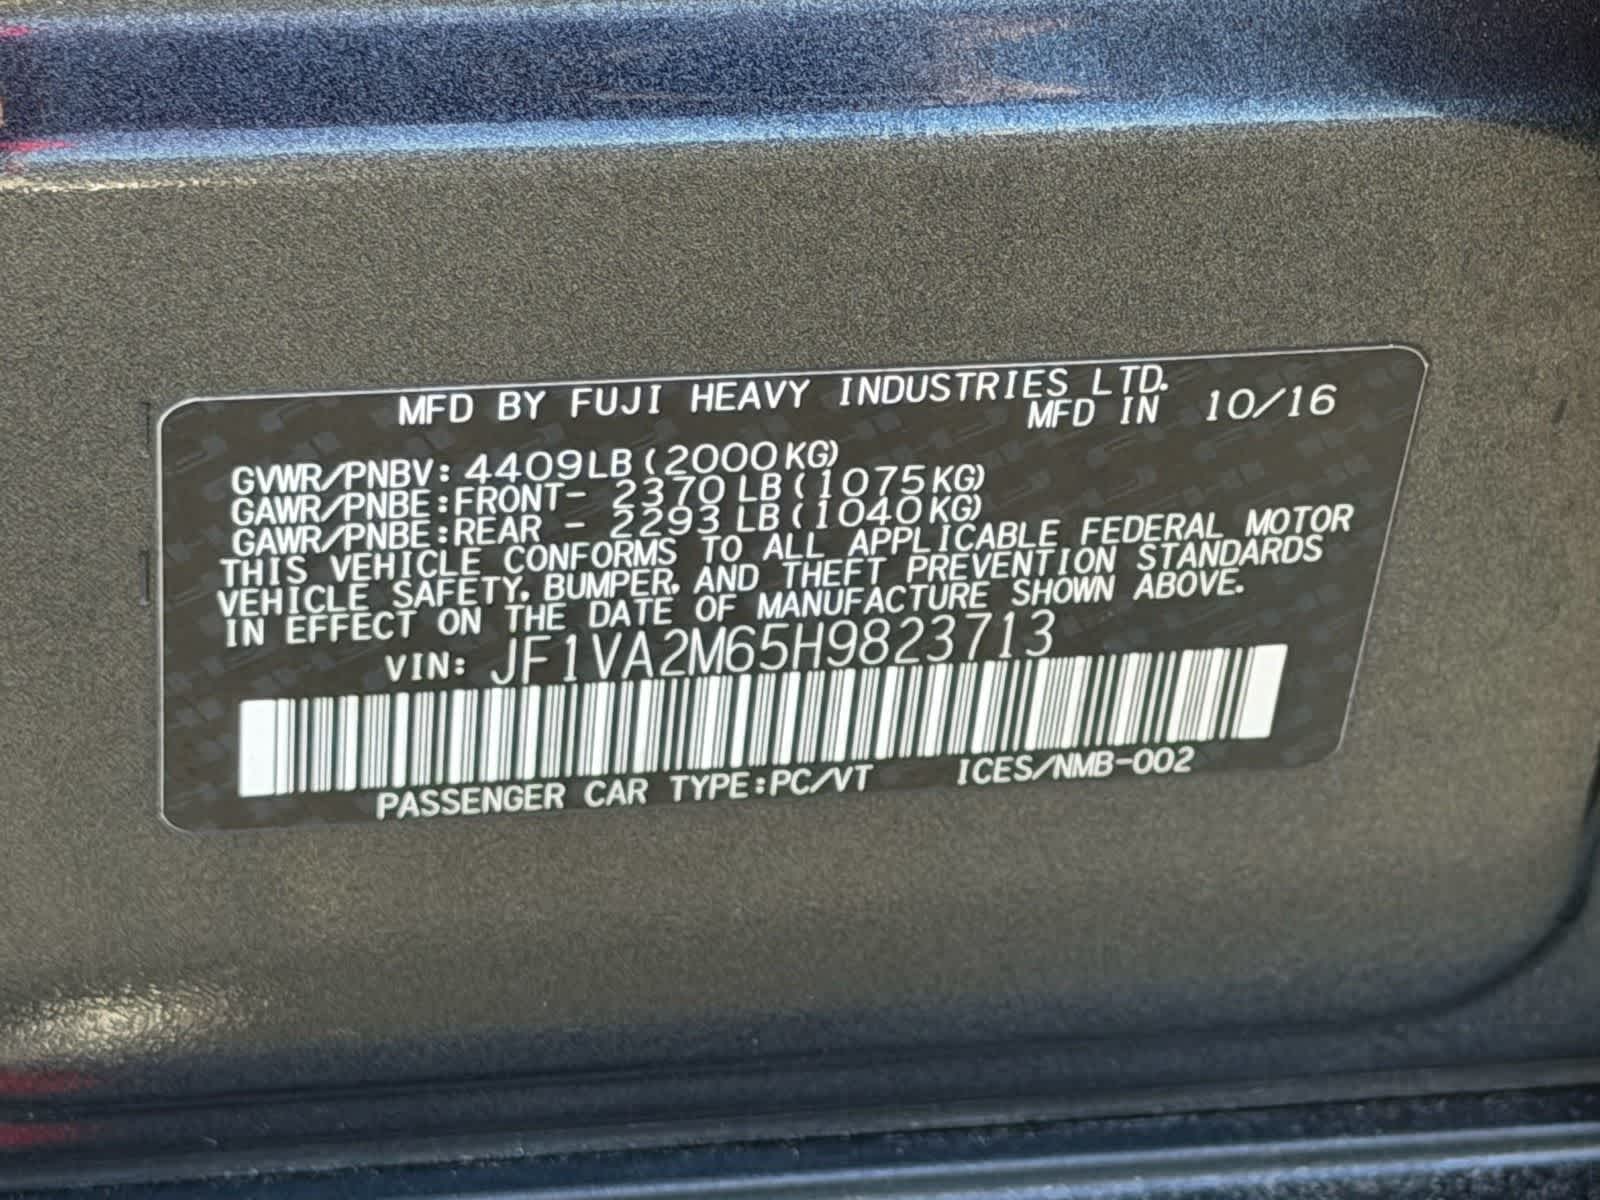 MFD BY FUJI HEAVY INDUSTRIES LTD.
MFD IN 10/16
GVWR/PNBV: 4409LB (2000KG)
GAWR/PNBE:FRONT- 2370 LB (1075KG)
GAWR/PNBE:REAR - 2293 LB (1040KG)
THIS VEHICLE CONFORMS TO ALL APPLICABLE FEDERAL MOTOR
VEHICLE SAFETY, BUMPER, AND THEFT PREVENTION STANDARDS
IN EFFECT ON THE DATE OF MANUFACTURE SHOWN ABOVE.
VIN: JF1VA2M65H9823713
PASSENGER CAR TYPE:PC/VT ICES/NMB-002